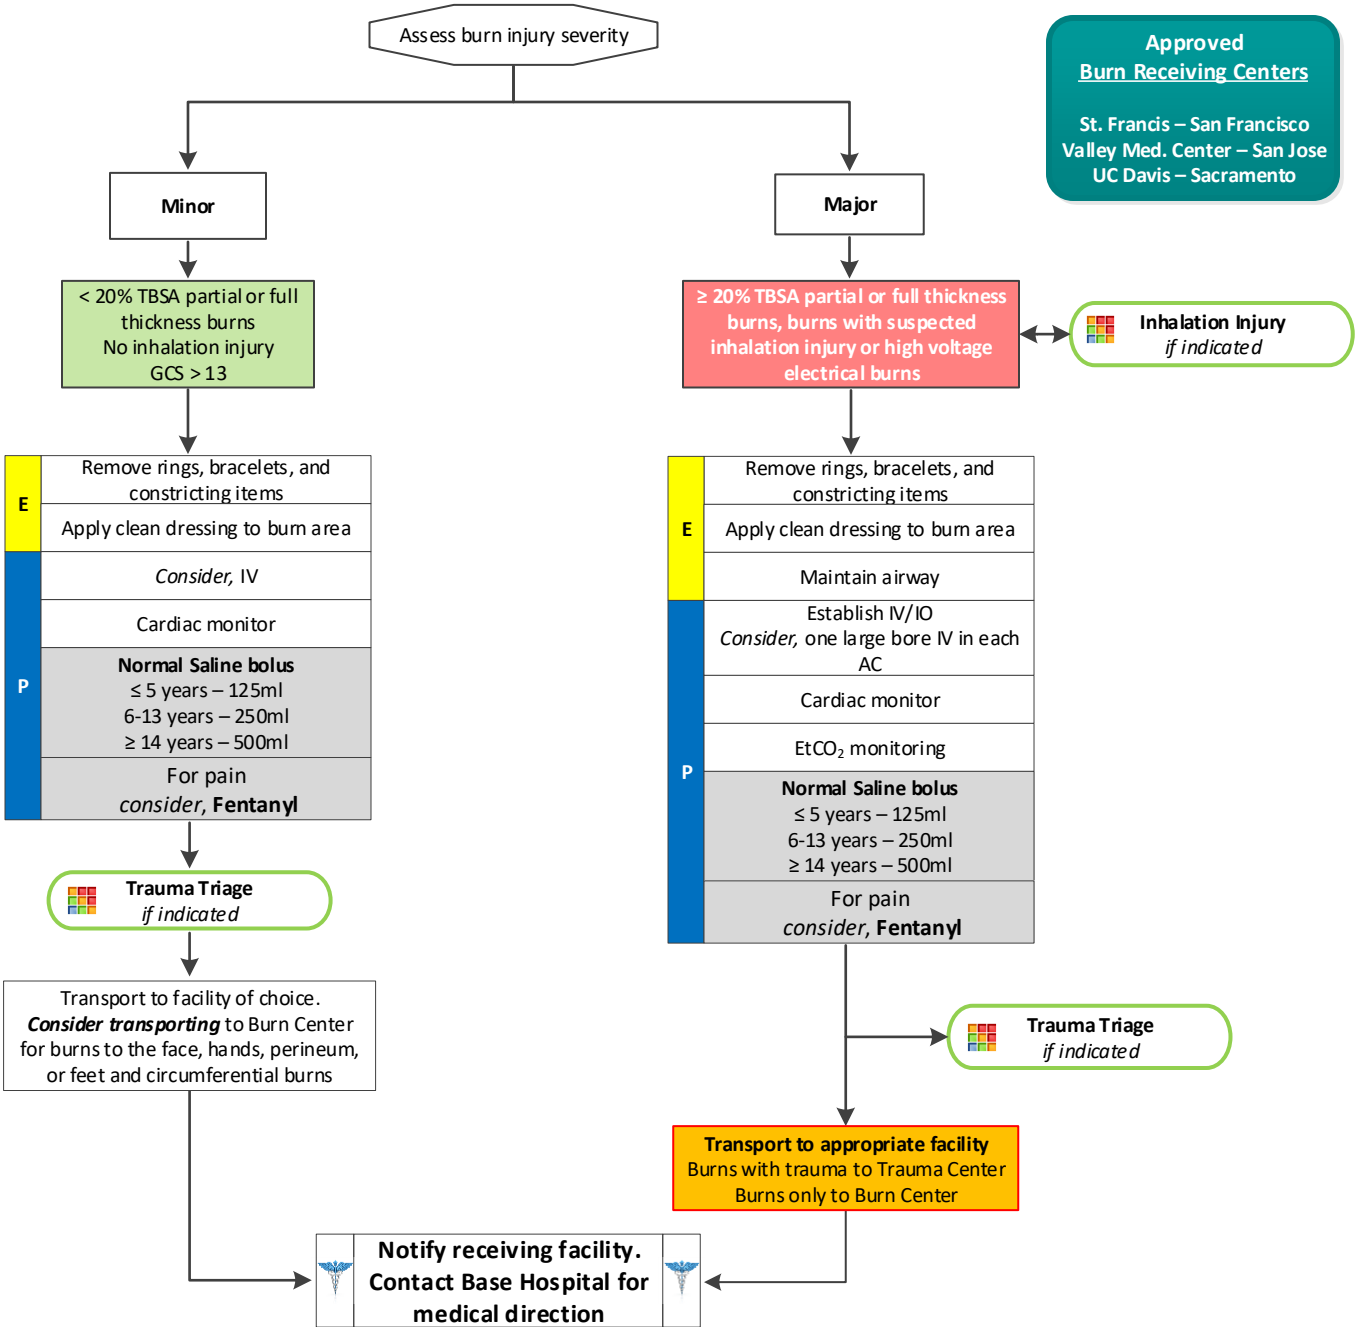 Assess burn injury severity
Approved
Burn Receiving Centers
St. Francis – San Francisco
Valley Med. Center – San Jose
UC Davis – Sacramento
Minor
Major
< 20% TBSA partial or full
thickness burns
No inhalation injury
GCS > 13
≥ 20% TBSA partial or full thickness
burns, burns with suspected
inhalation injury or high voltage
electrical burns
Inhalation Injury
if indicated
E
Remove rings, bracelets, and
constricting items
Apply clean dressing to burn area
P
Consider, IV
Cardiac monitor
Normal Saline bolus
≤ 5 years – 125ml
6-13 years – 250ml
≥ 14 years – 500ml
For pain
consider, Fentanyl
Trauma Triage
if indicated
Transport to facility of choice.
Consider transporting to Burn Center
for burns to the face, hands, perineum,
or feet and circumferential burns
E
Remove rings, bracelets, and
constricting items
Apply clean dressing to burn area
Maintain airway
P
Establish IV/IO
Consider, one large bore IV in each
AC
Cardiac monitor
EtCO₂ monitoring
Normal Saline bolus
≤ 5 years – 125ml
6-13 years – 250ml
≥ 14 years – 500ml
For pain
consider, Fentanyl
Trauma Triage
if indicated
Transport to appropriate facility
Burns with trauma to Trauma Center
Burns only to Burn Center
Notify receiving facility.
Contact Base Hospital for
medical direction